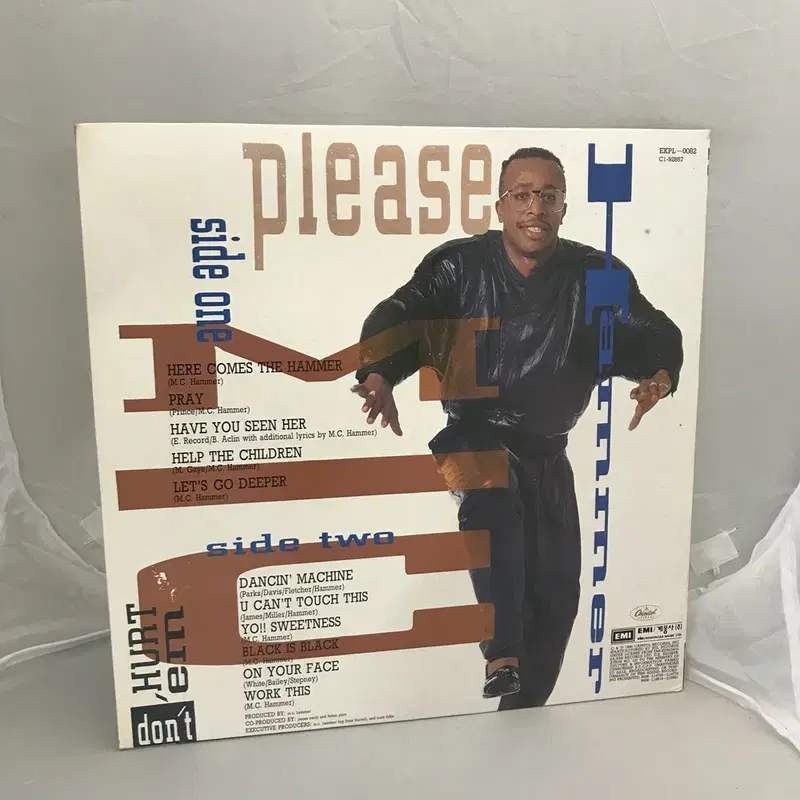 please
EKPL-0082
C1-92857
Hammer
M.C.
side one
HERE COMES THE HAMMER
(M.C. Hammer)
PRAY
(Prince/M.C. Hammer)
HAVE YOU SEEN HER
(E. Record/B. Aclin with additional lyrics by M.C. Hammer)
HELP THE CHILDREN
(M. Gaye/M.C. Hammer)
LET'S GO DEEPER
(M.C. Hammer)
side two
DANCIN' MACHINE
(Parks/Davis/Fletcher/Hammer)
U CAN'T TOUCH THIS
(James/Miller/Hammer)
YO!! SWEETNESS
(M.C. Hammer)
BLACK IS BLACK
(M.C. Hammer)
ON YOUR FACE
(White/Bailey/Stepney)
WORK THIS
(M.C. Hammer)
PRODUCED BY: m.c. hammer
CO-PRODUCED BY:
EXECUTIVE PRODUCERS:
don't
HURT
'em
Capitol
EMI
EMI